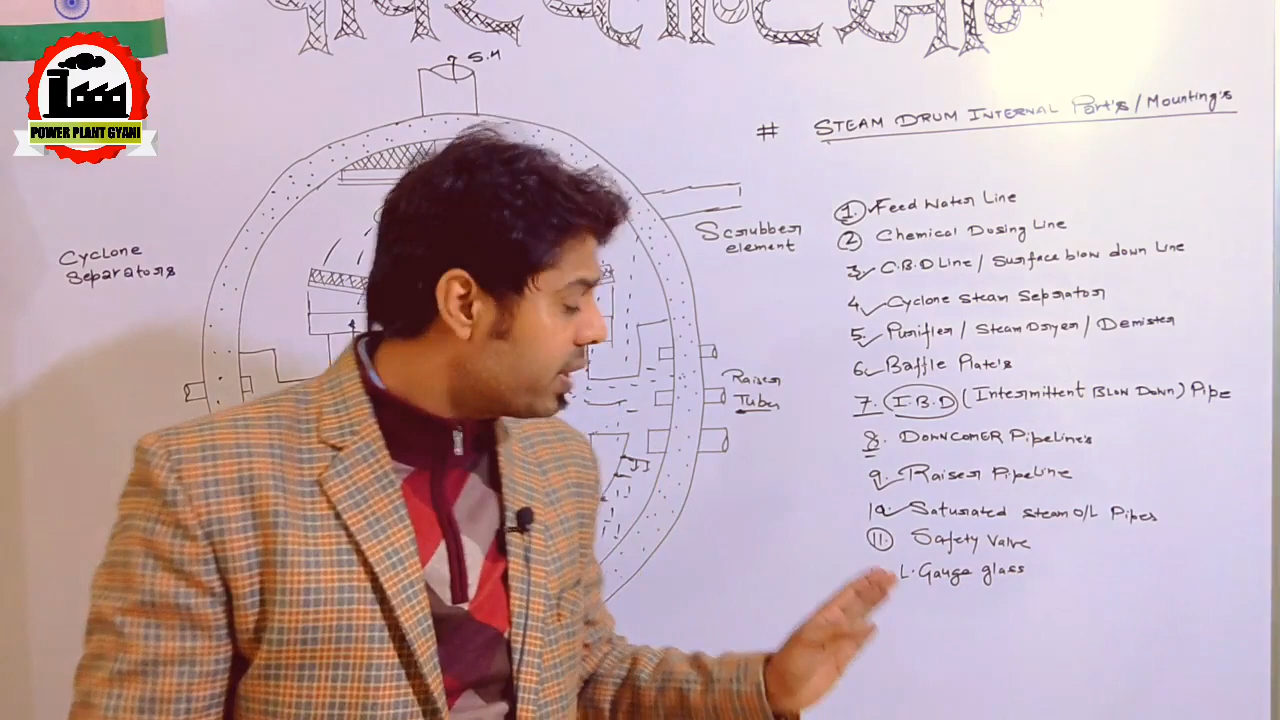 POWER PLANT GYANI
S.H
# STEAM DRUM INTERNAL Part's/Mounting's
Cyclone
Separators
Scrubber
element
Raiser
Tubes
1. Feed Water Line
2 Chemical Dosing Line
3. C.B.D Line / Surface blow down Line
4. Cyclone Steam Seprator
5. Purifier / Steam Dryer / Demister
6. Baffle Plate's
7. I.B.D (Intermittent BLOW DOWN) Pipe
8. DOWNCOMER Pipeline's
9. Raiser Pipeline
10. Saturated steam O/L Pipes
11. Safety Valve
L. Gauge glass